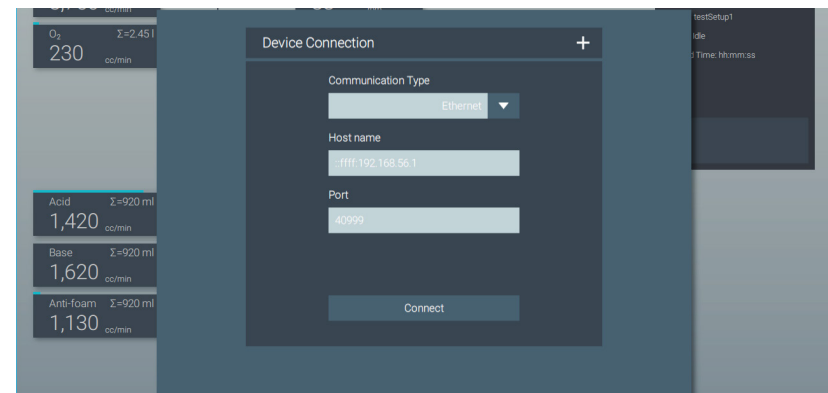 cc/min
testSetup1
O₂ Σ=2.45 l
230 cc/min
Idle
Time: hh:mm:ss
Device Connection +
Communication Type
Ethernet
Host name
::ffff:192.168.56.1
Port
40999
Connect
Acid Σ=920 ml
1,420 cc/min
Base Σ=920 ml
1,620 cc/min
Anti-foam Σ=920 ml
1,130 cc/min